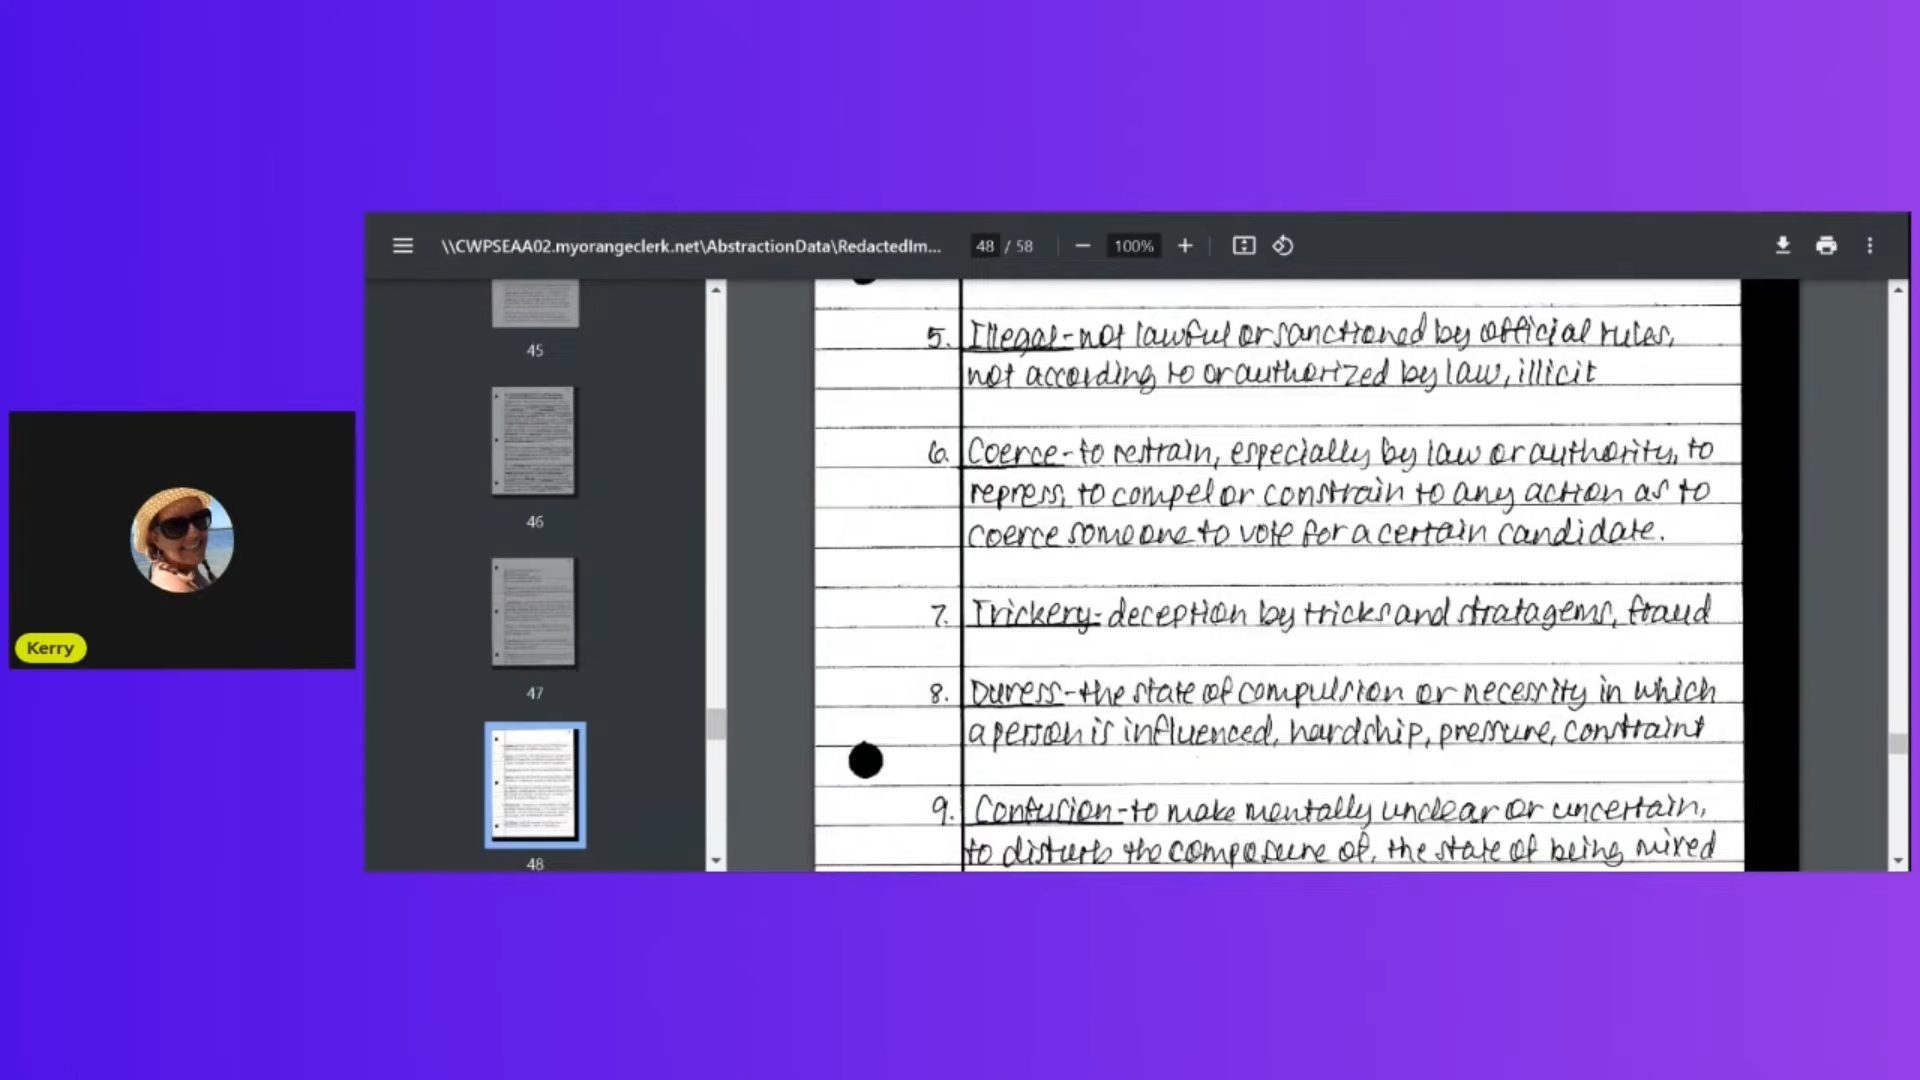 \\CWPSEAA02.myorangeclerk.net\AbstractionData\RedactedIm...
48 / 58
100%
45
46
47
48
Kerry
5. Illegal-not lawful or sanctioned by official rules,
not according to or authorized by law, illicit
6. Coerce-to restrain, especially by law or authority, to
repress, to compel or constrain to any action as to
coerce someone to vote for a certain candidate.
7. Trickery-deception by tricks and stratagems, fraud
8. Duress-the state of compulsion or necessity in which
a person is influenced, hardship, pressure, constraint
9. Confusion-to make mentally unclear or uncertain,
to disturb the composure of, the state of being mixed